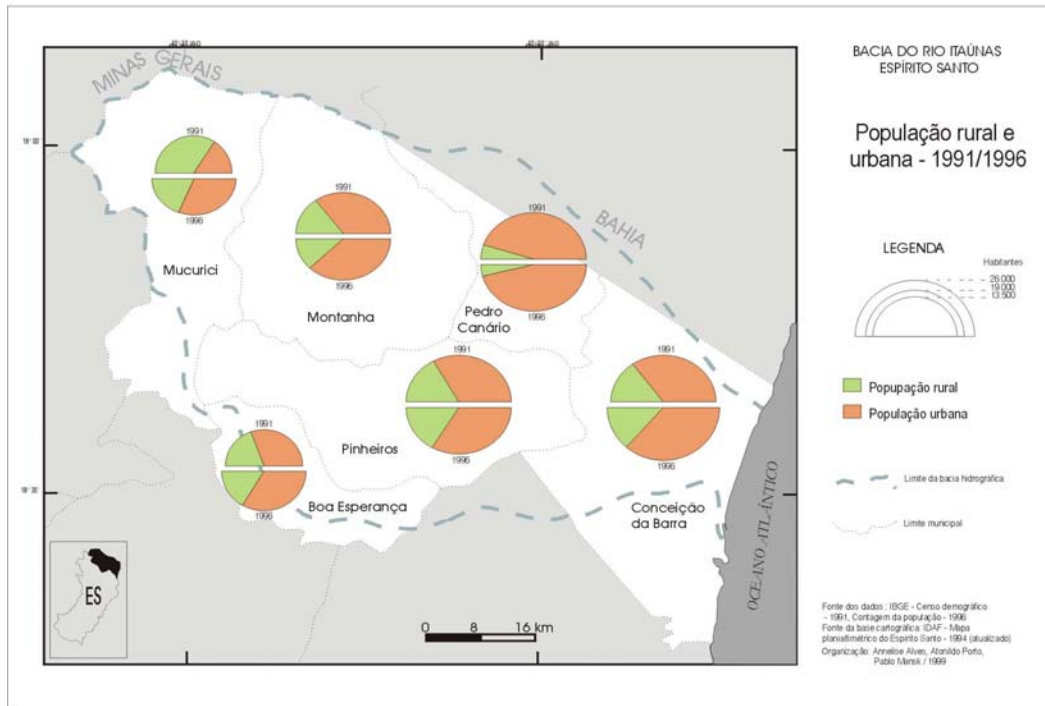 BACIA DO RIO ITAÚNAS
ESPÍRITO SANTO
População rural e
urbana - 1991/1996
MINAS GERAIS
BAHIA
18° 00'
1991
1996
Mucurici
1991
1996
Montanha
1991
1996
Pedro
Canário
1991
1996
Pinheiros
1991
1996
Conceição
da Barra
1991
1996
Boa Esperança
OCEANO ATLÂNTICO
ES
0 8 16 km
LEGENDA
Habitantes
26 000
19 000
13 500
Popupação rural
População urbana
Limite da bacia hidrográfica
Limite municipal
Fonte dos dados : IBGE - Censo demográfico
- 1991, Contagem da população - 1996
Fonte da base cartográfica: IDAF - Mapa
planialtimétrico do Espírito Santo - 1994 (atualizado)
Organização: Annelise Alves, Atonildo Porto,
Pablo Marsk / 1999